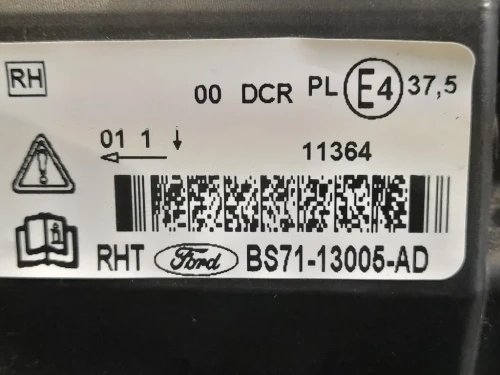 RH 00 DCR PL E4 37,5
01 1
11364
RHT Ford BS71-13005-AD